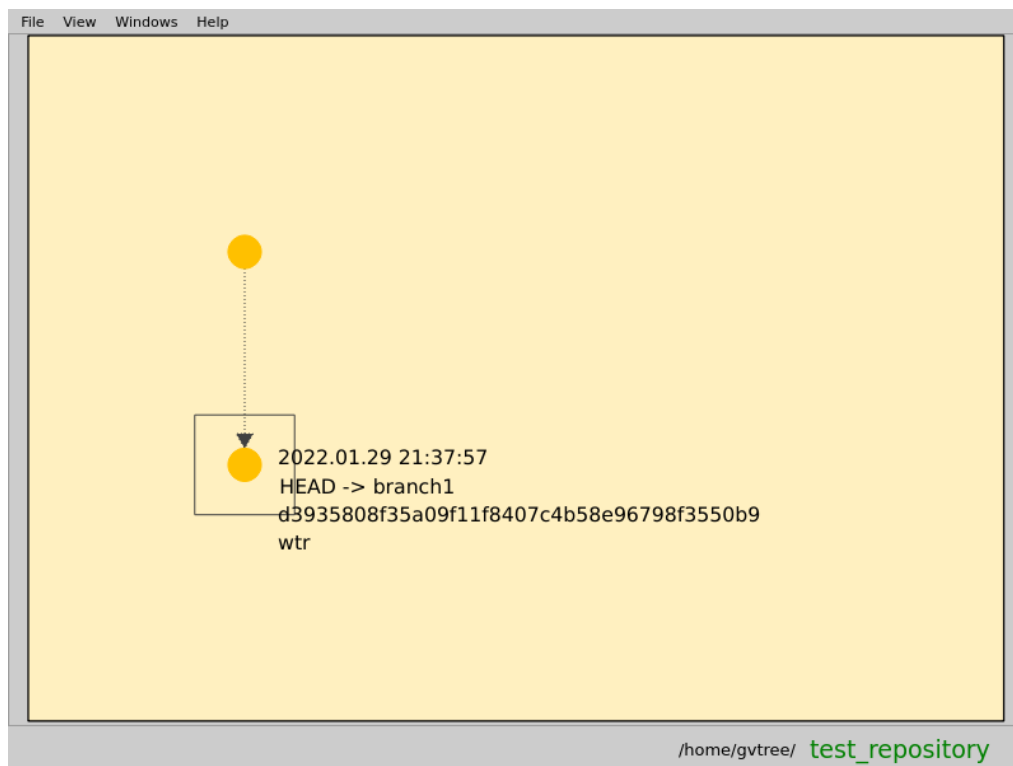 File View Windows Help
2022.01.29 21:37:57
HEAD -> branch1
d3935808f35a09f11f8407c4b58e96798f3550b9
wtr
/home/gvtree/ test_repository